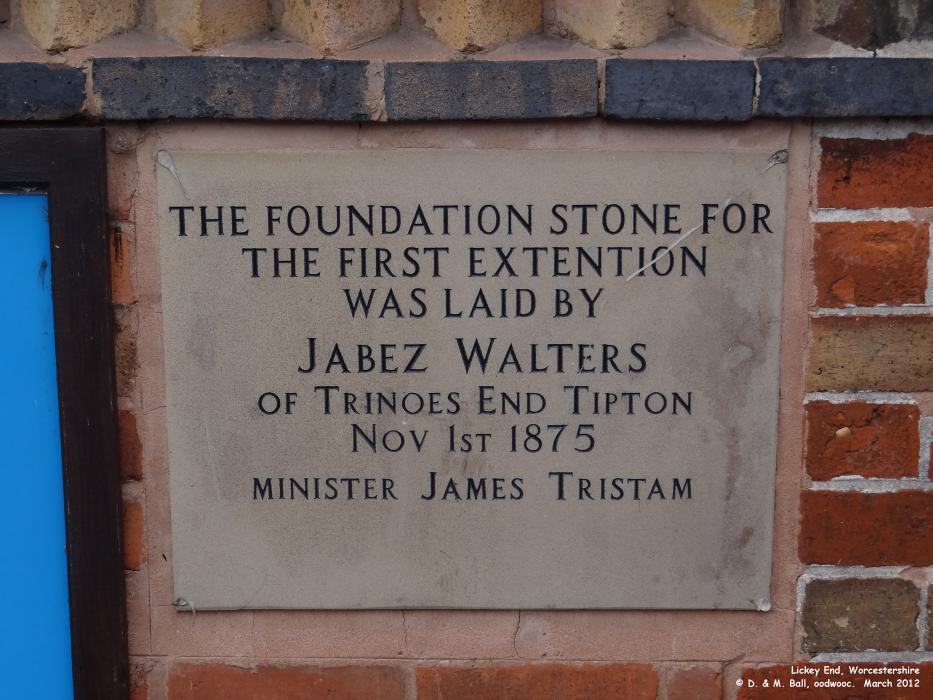 THE FOUNDATION STONE FOR
THE FIRST EXTENTION
WAS LAID BY
JABEZ WALTERS
OF TRINOES END TIPTON
NOV 1ST 1875
MINISTER JAMES TRISTAM
Lickey End, Worcestershire
© D. & M. Ball, oodwooc. March 2012